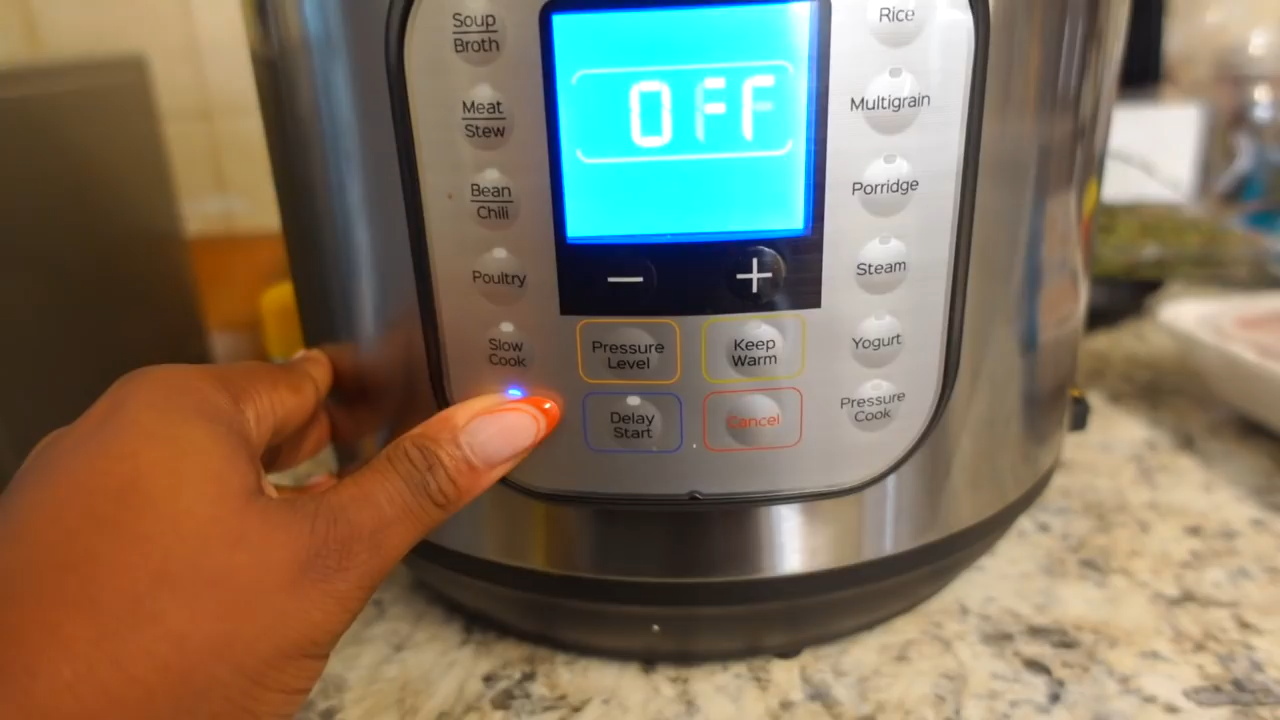 Soup
Broth
Meat
Stew
Bean
Chili
Poultry
Slow
Cook
OFF
− +
Pressure
Level
Keep
Warm
Delay
Start
Cancel
Rice
Multigrain
Porridge
Steam
Yogurt
Pressure
Cook